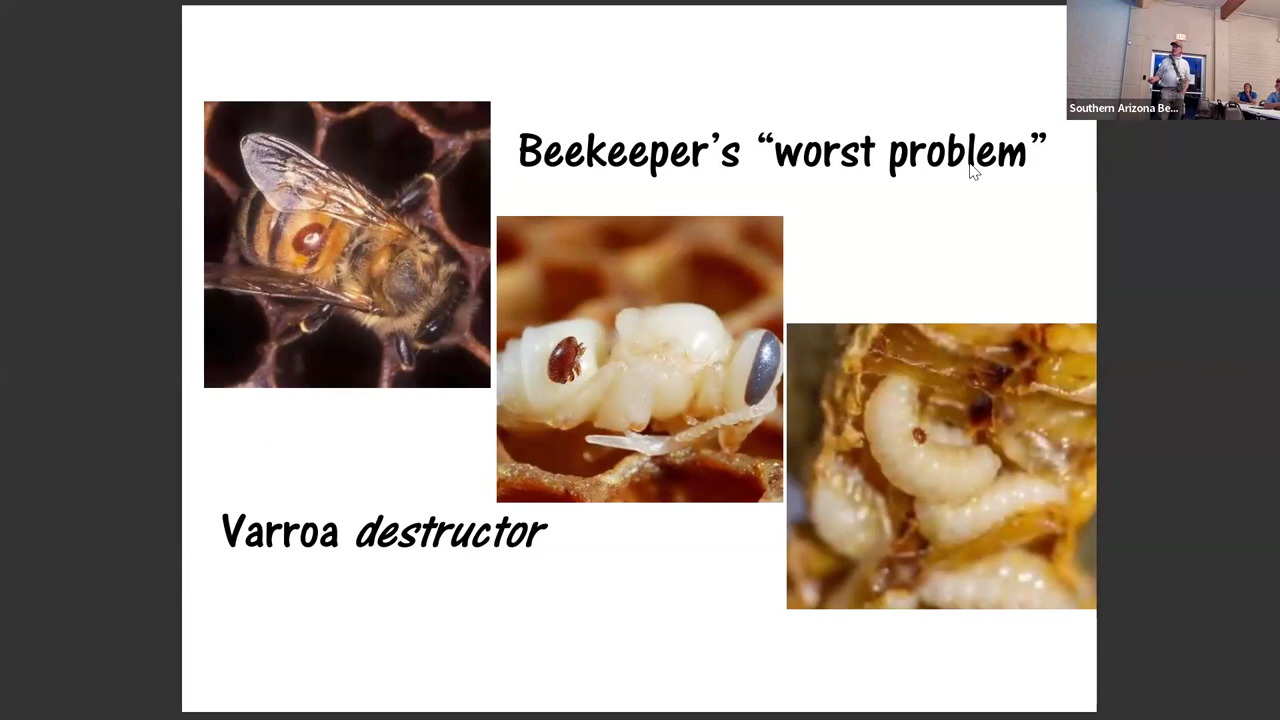 Southern Arizona Be...
Beekeeper’s “worst problem”
Varroa destructor